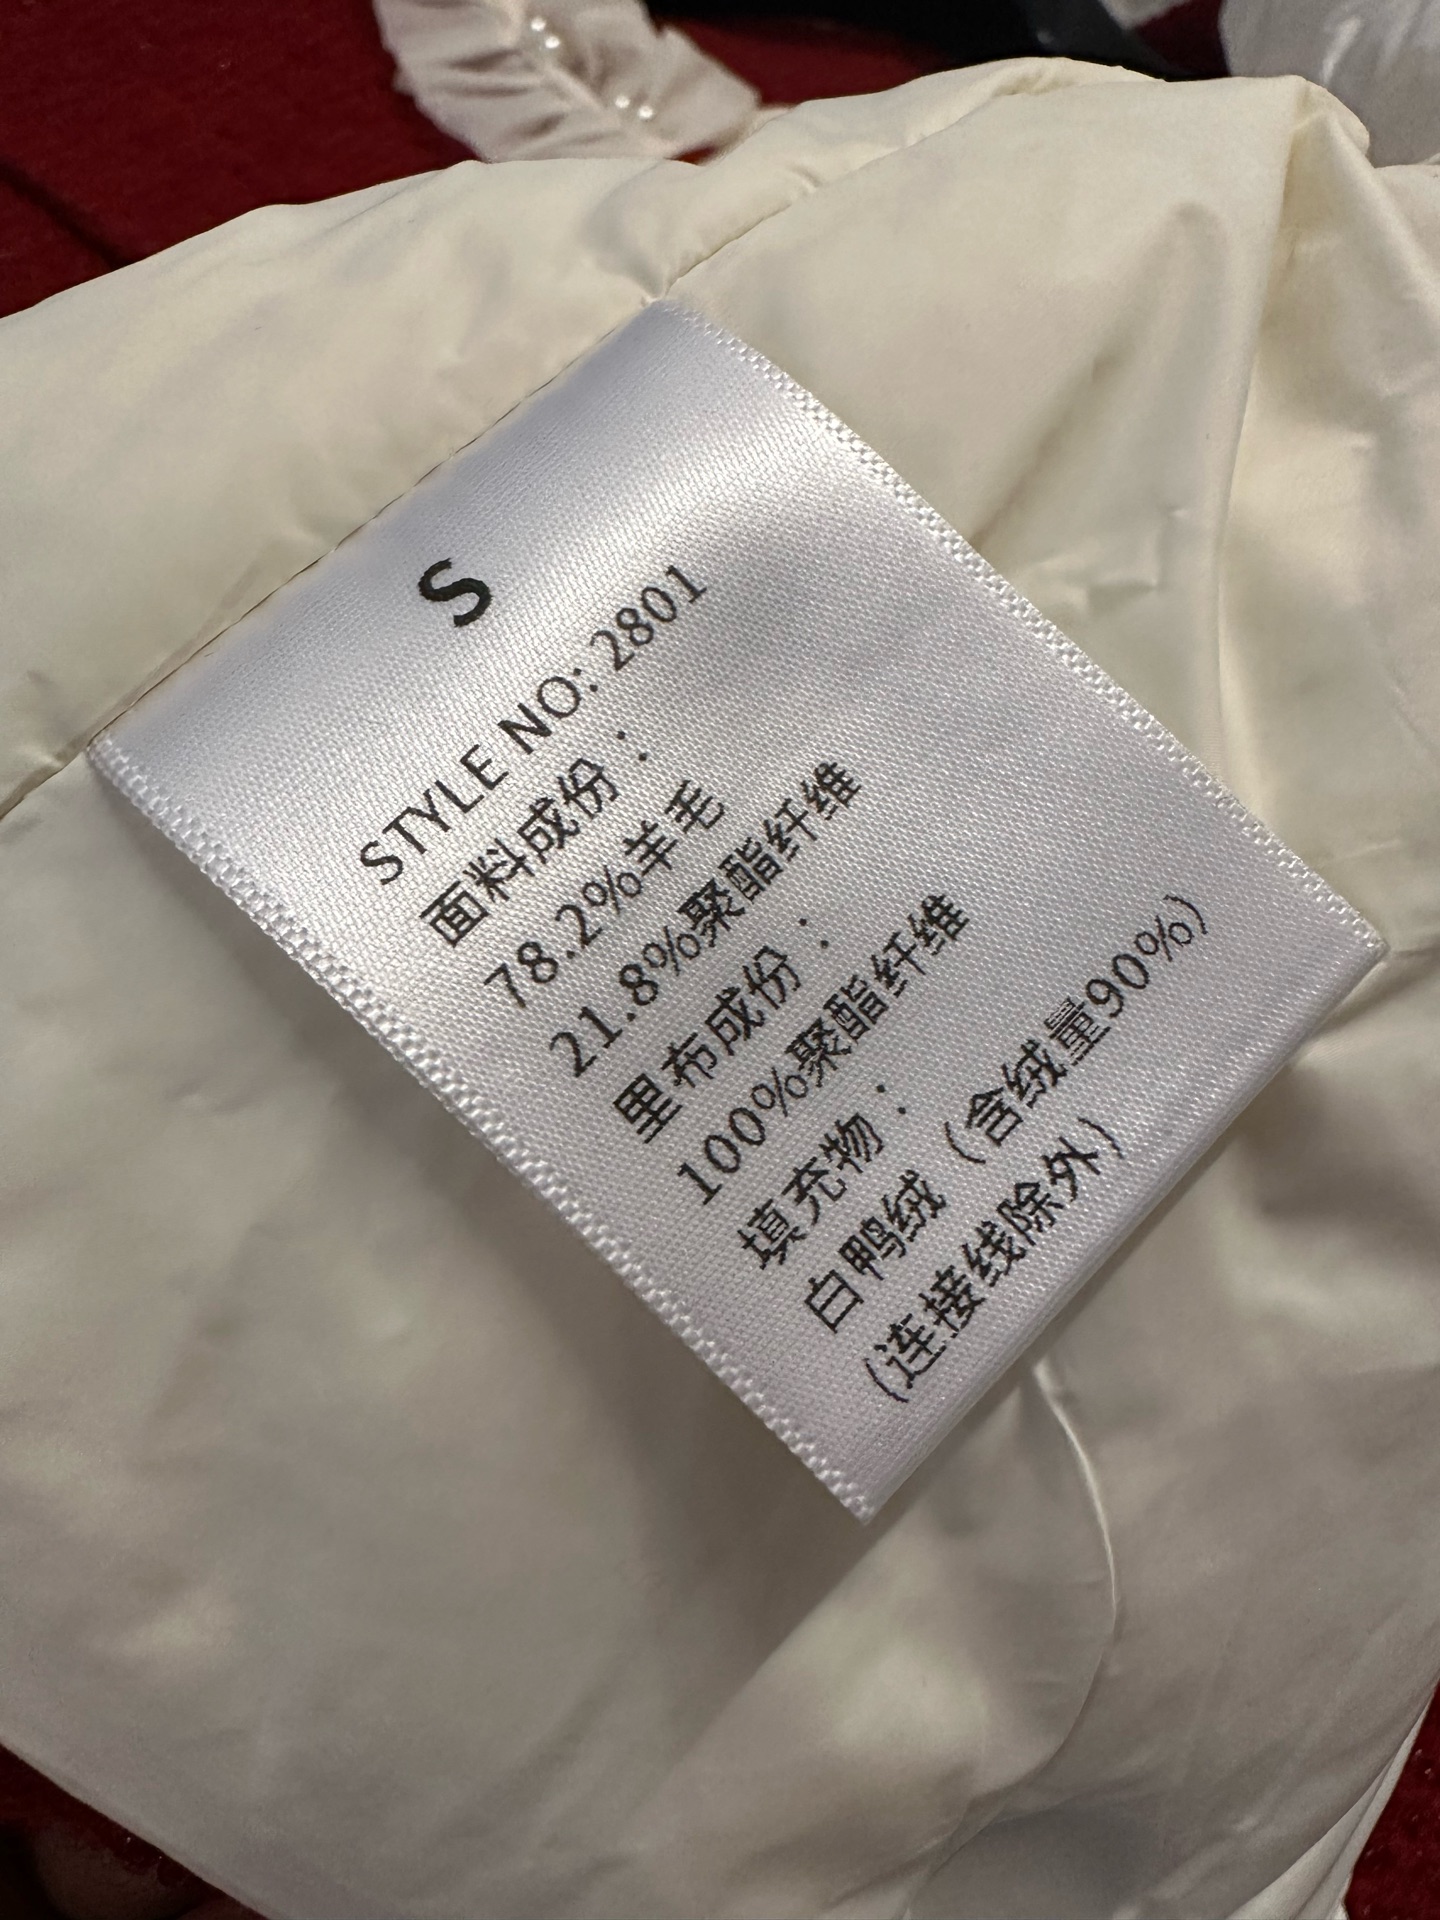 S
STYLE NO: 2801
面料成份：
78.2%羊毛
21.8%聚酯纤维
里布成份：
100%聚酯纤维
填充物：
白鸭绒（含绒量90%）
(连接线除外)